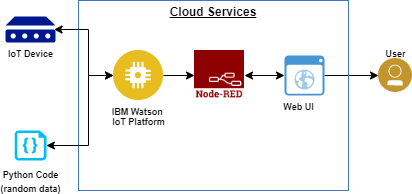 Cloud Services
IoT Device
User
IBM Watson
IoT Platform
Node-RED
Web UI
Python Code
(random data)